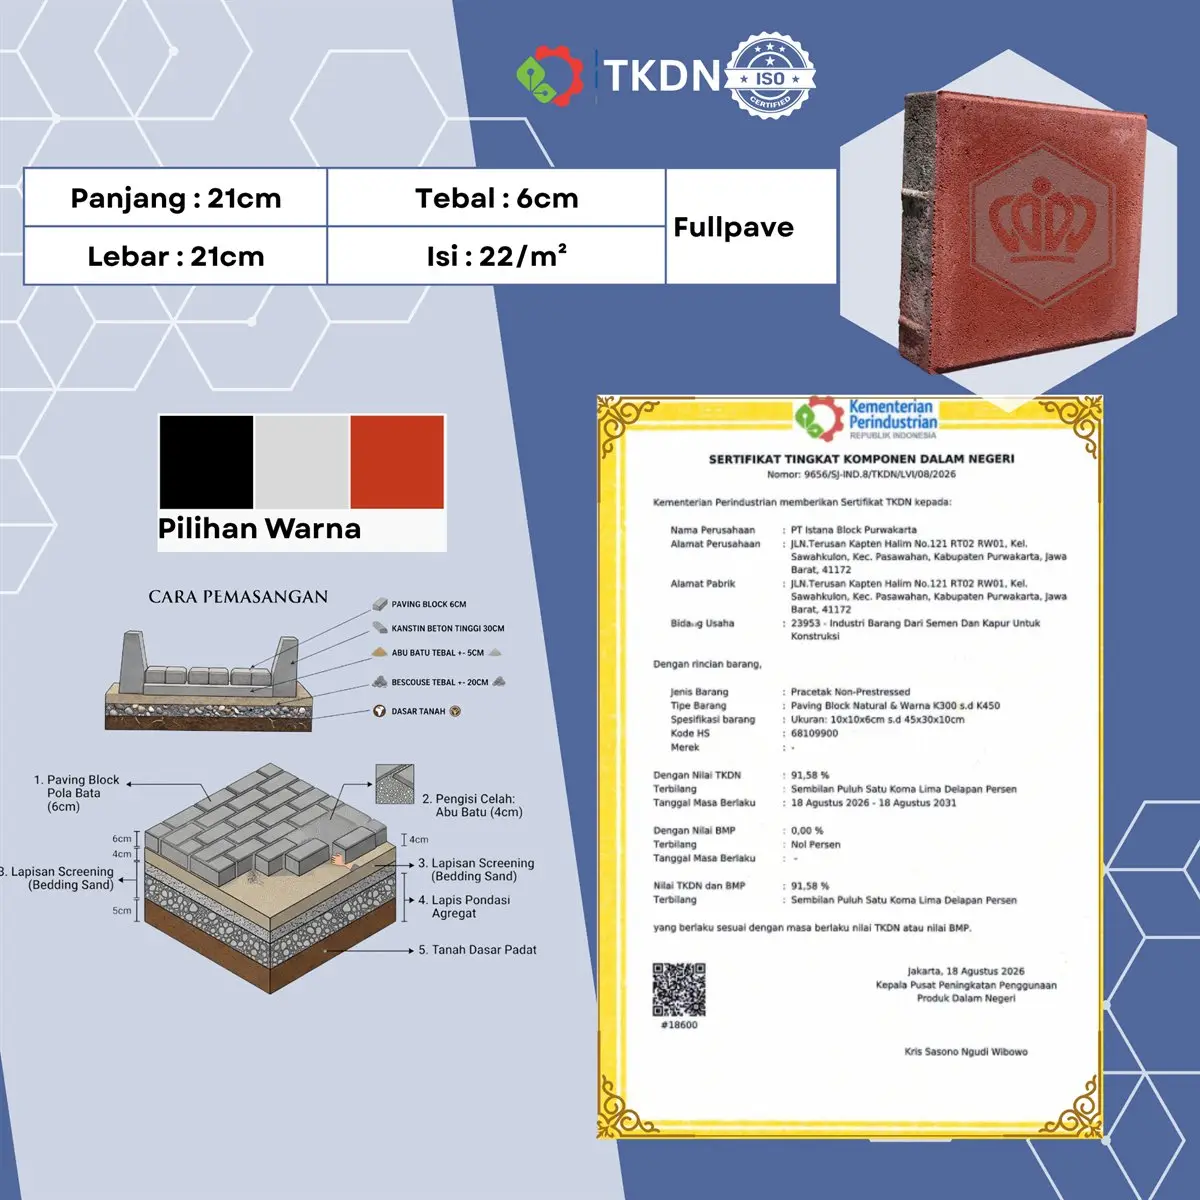 TKDN
ISO
CERTIFIED
Panjang : 21cm
Tebal : 6cm
Fullpave
Lebar : 21cm
Isi : 22/m²
Pilihan Warna
CARA PEMASANGAN
PAVING BLOCK 6CM
KANSTIN BETON TINGGI 30CM
ABU BATU TEBAL +- 5CM
BESCOUSE TEBAL +- 20CM
DASAR TANAH
1. Paving Block
Pola Bata
(6cm)
2. Pengisi Celah:
Abu Batu (4cm)
6cm
4cm
4cm
3. Lapisan Screening
(Bedding Sand)
3. Lapisan Screening
(Bedding Sand)
4. Lapis Pondasi
Agregat
5cm
5. Tanah Dasar Padat
Kementerian
Perindustrian
REPUBLIK INDONESIA
SERTIFIKAT TINGKAT KOMPONEN DALAM NEGERI
Nomor: 9656/SJ-IND.8/TKDN/LVI/08/2026
Kementerian Perindustrian memberikan Sertifikat TKDN kepada:
Nama Perusahaan : PT Istana Block Purwakarta
Alamat Perusahaan : JLN.Terusan Kapten Halim No.121 RT02 RW01, Kel.
Sawahkulon, Kec. Pasawahan, Kabupaten Purwakarta, Jawa
Barat, 41172
Alamat Pabrik : JLN.Terusan Kapten Halim No.121 RT02 RW01, Kel.
Sawahkulon, Kec. Pasawahan, Kabupaten Purwakarta, Jawa
Barat, 41172
Bidang Usaha : 23953 - Industri Barang Dari Semen Dan Kapur Untuk
Konstruksi
Dengan rincian barang,
Jenis Barang : Pracetak Non-Prestressed
Tipe Barang : Paving Block Natural & Warna K300 s.d K450
Spesifikasi barang : Ukuran: 10x10x6cm s.d 45x30x10cm
Kode HS : 68109900
Merek : -
Dengan Nilai TKDN : 91,58 %
Terbilang : Sembilan Puluh Satu Koma Lima Delapan Persen
Tanggal Masa Berlaku : 18 Agustus 2026 - 18 Agustus 2031
Dengan Nilai BMP : 0,00 %
Terbilang : Nol Persen
Tanggal Masa Berlaku : -
Nilai TKDN dan BMP : 91,58 %
Terbilang : Sembilan Puluh Satu Koma Lima Delapan Persen
yang berlaku sesuai dengan masa berlaku nilai TKDN atau nilai BMP.
Jakarta, 18 Agustus 2026
Kepala Pusat Peningkatan Penggunaan
Produk Dalam Negeri
#18600
Kris Sasono Ngudi Wibowo